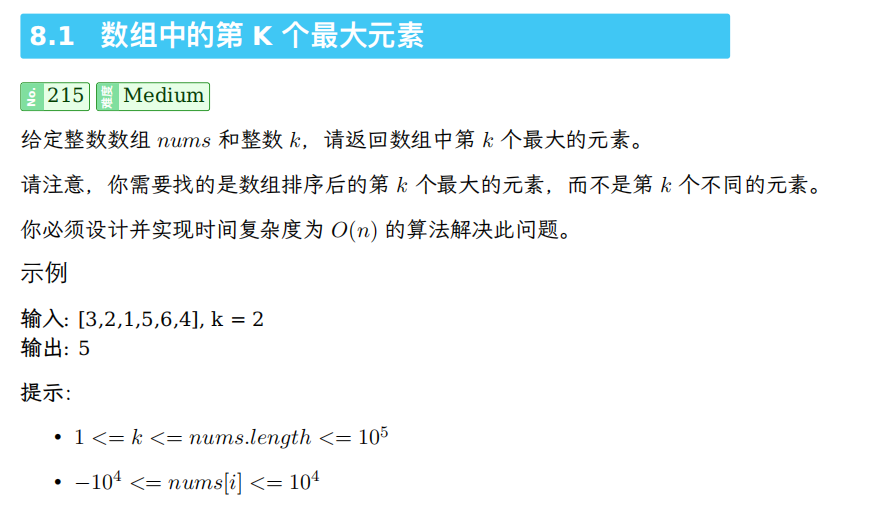 8.1 数组中的第 K 个最大元素
No. 215 难度 Medium
给定整数数组 nums 和整数 k，请返回数组中第 k 个最大的元素。
请注意，你需要找的是数组排序后的第 k 个最大的元素，而不是第 k 个不同的元素。
你必须设计并实现时间复杂度为 O(n) 的算法解决此问题。
示例
输入: [3,2,1,5,6,4], k = 2
输出: 5
提示:
• 1 <= k <= nums.length <= 10⁵
• −10⁴ <= nums[i] <= 10⁴